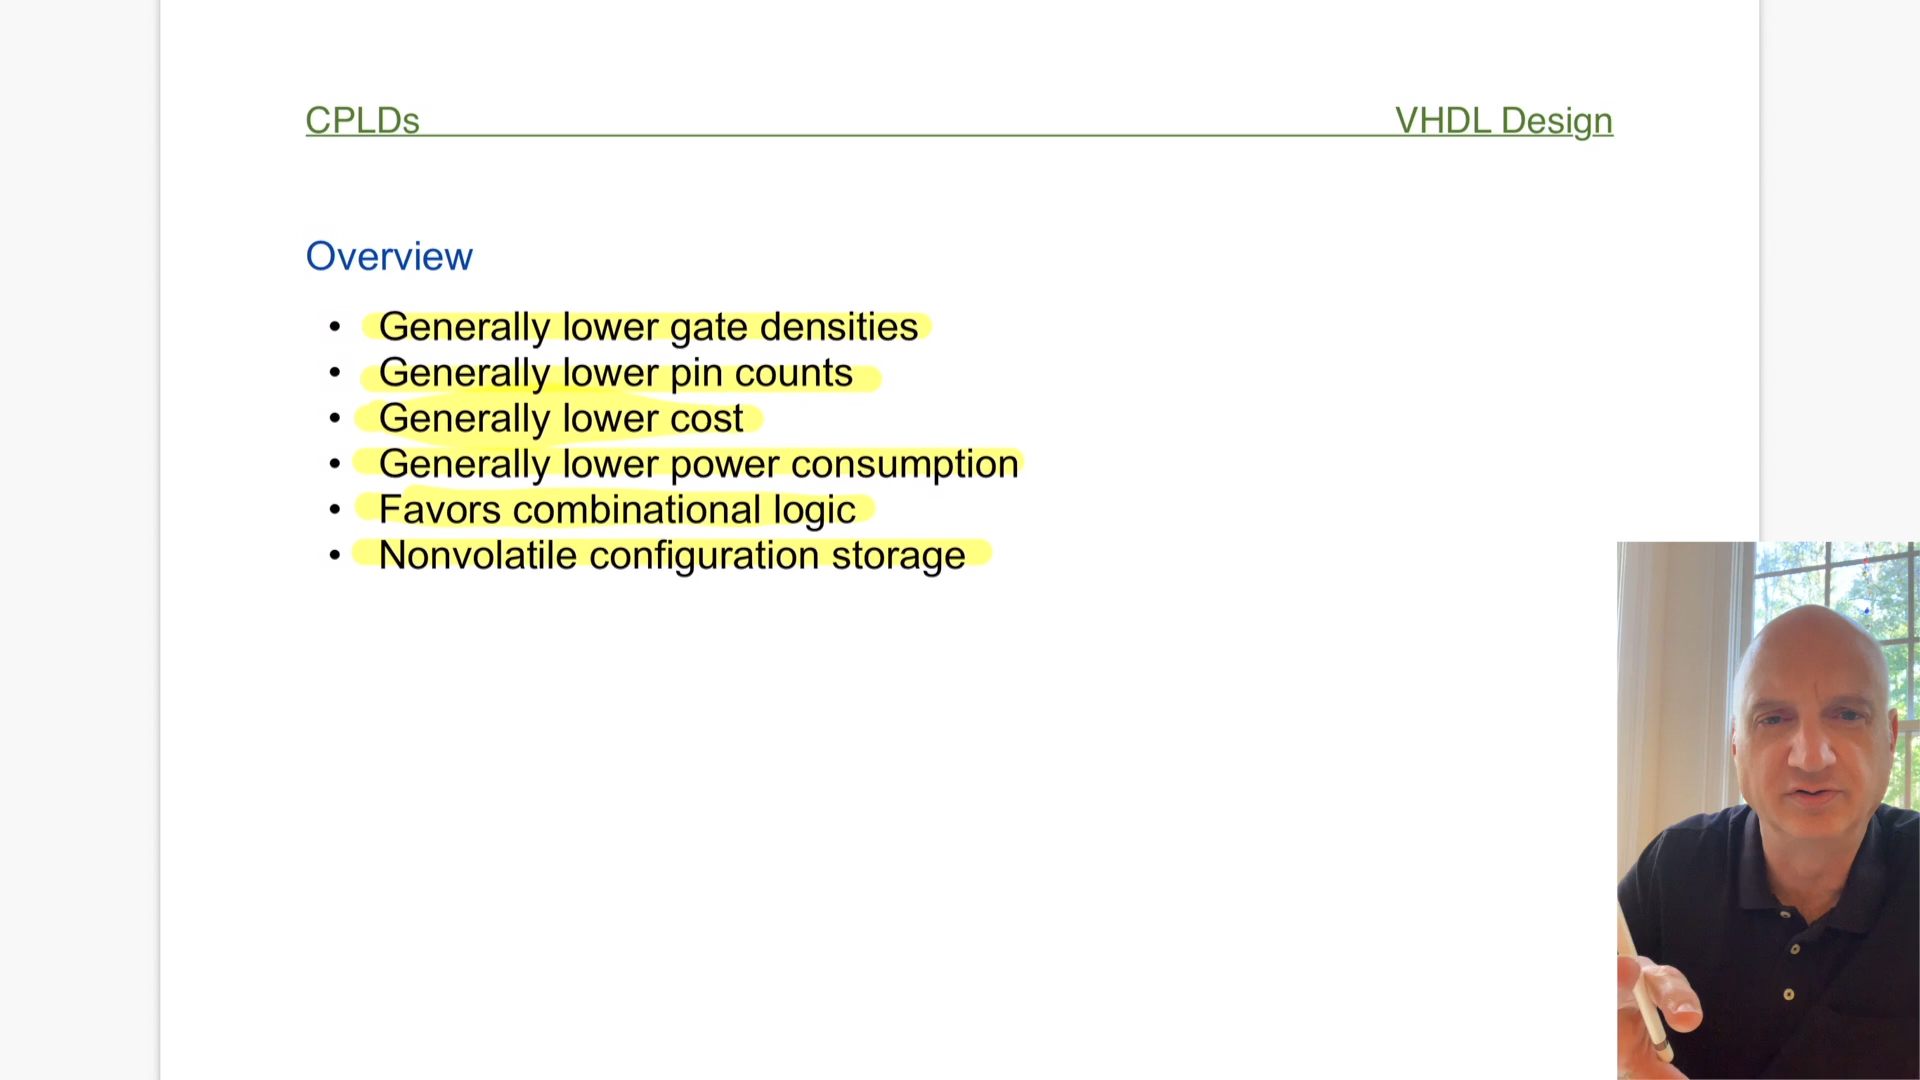 CPLDs VHDL Design
Overview
• Generally lower gate densities
• Generally lower pin counts
• Generally lower cost
• Generally lower power consumption
• Favors combinational logic
• Nonvolatile configuration storage